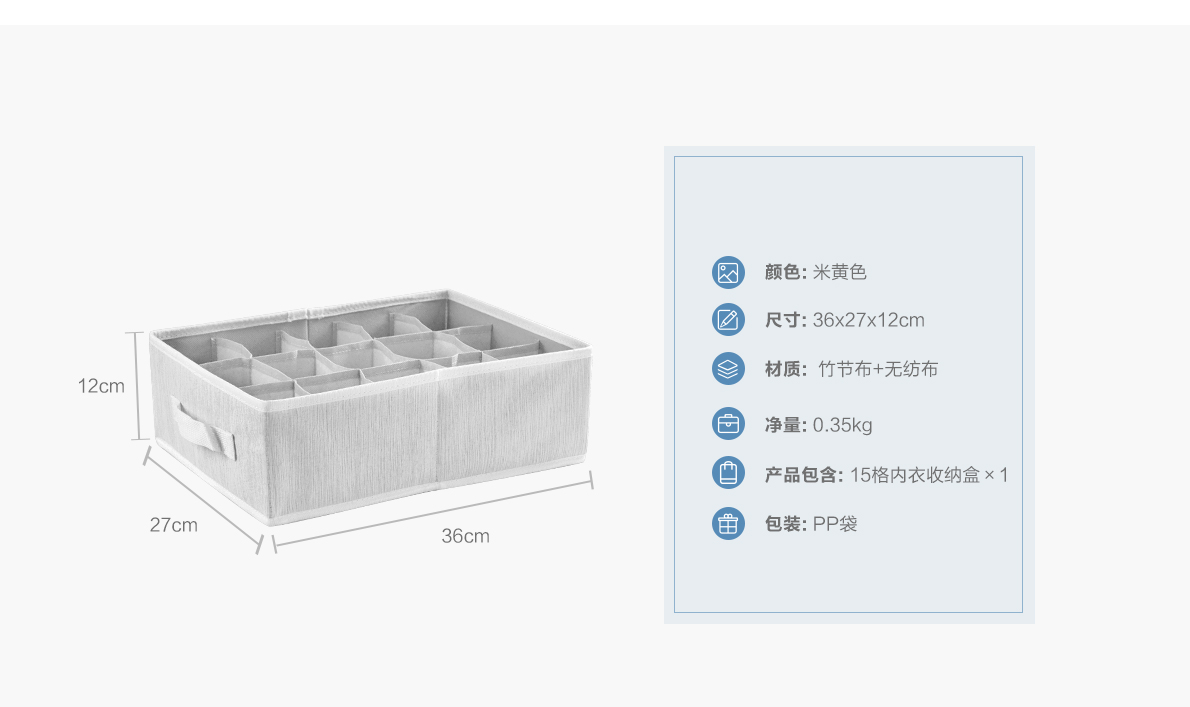 12cm
27cm
36cm
颜色: 米黄色
尺寸: 36x27x12cm
材质: 竹节布+无纺布
净量: 0.35kg
产品包含: 15格内衣收纳盒×1
包装: PP袋